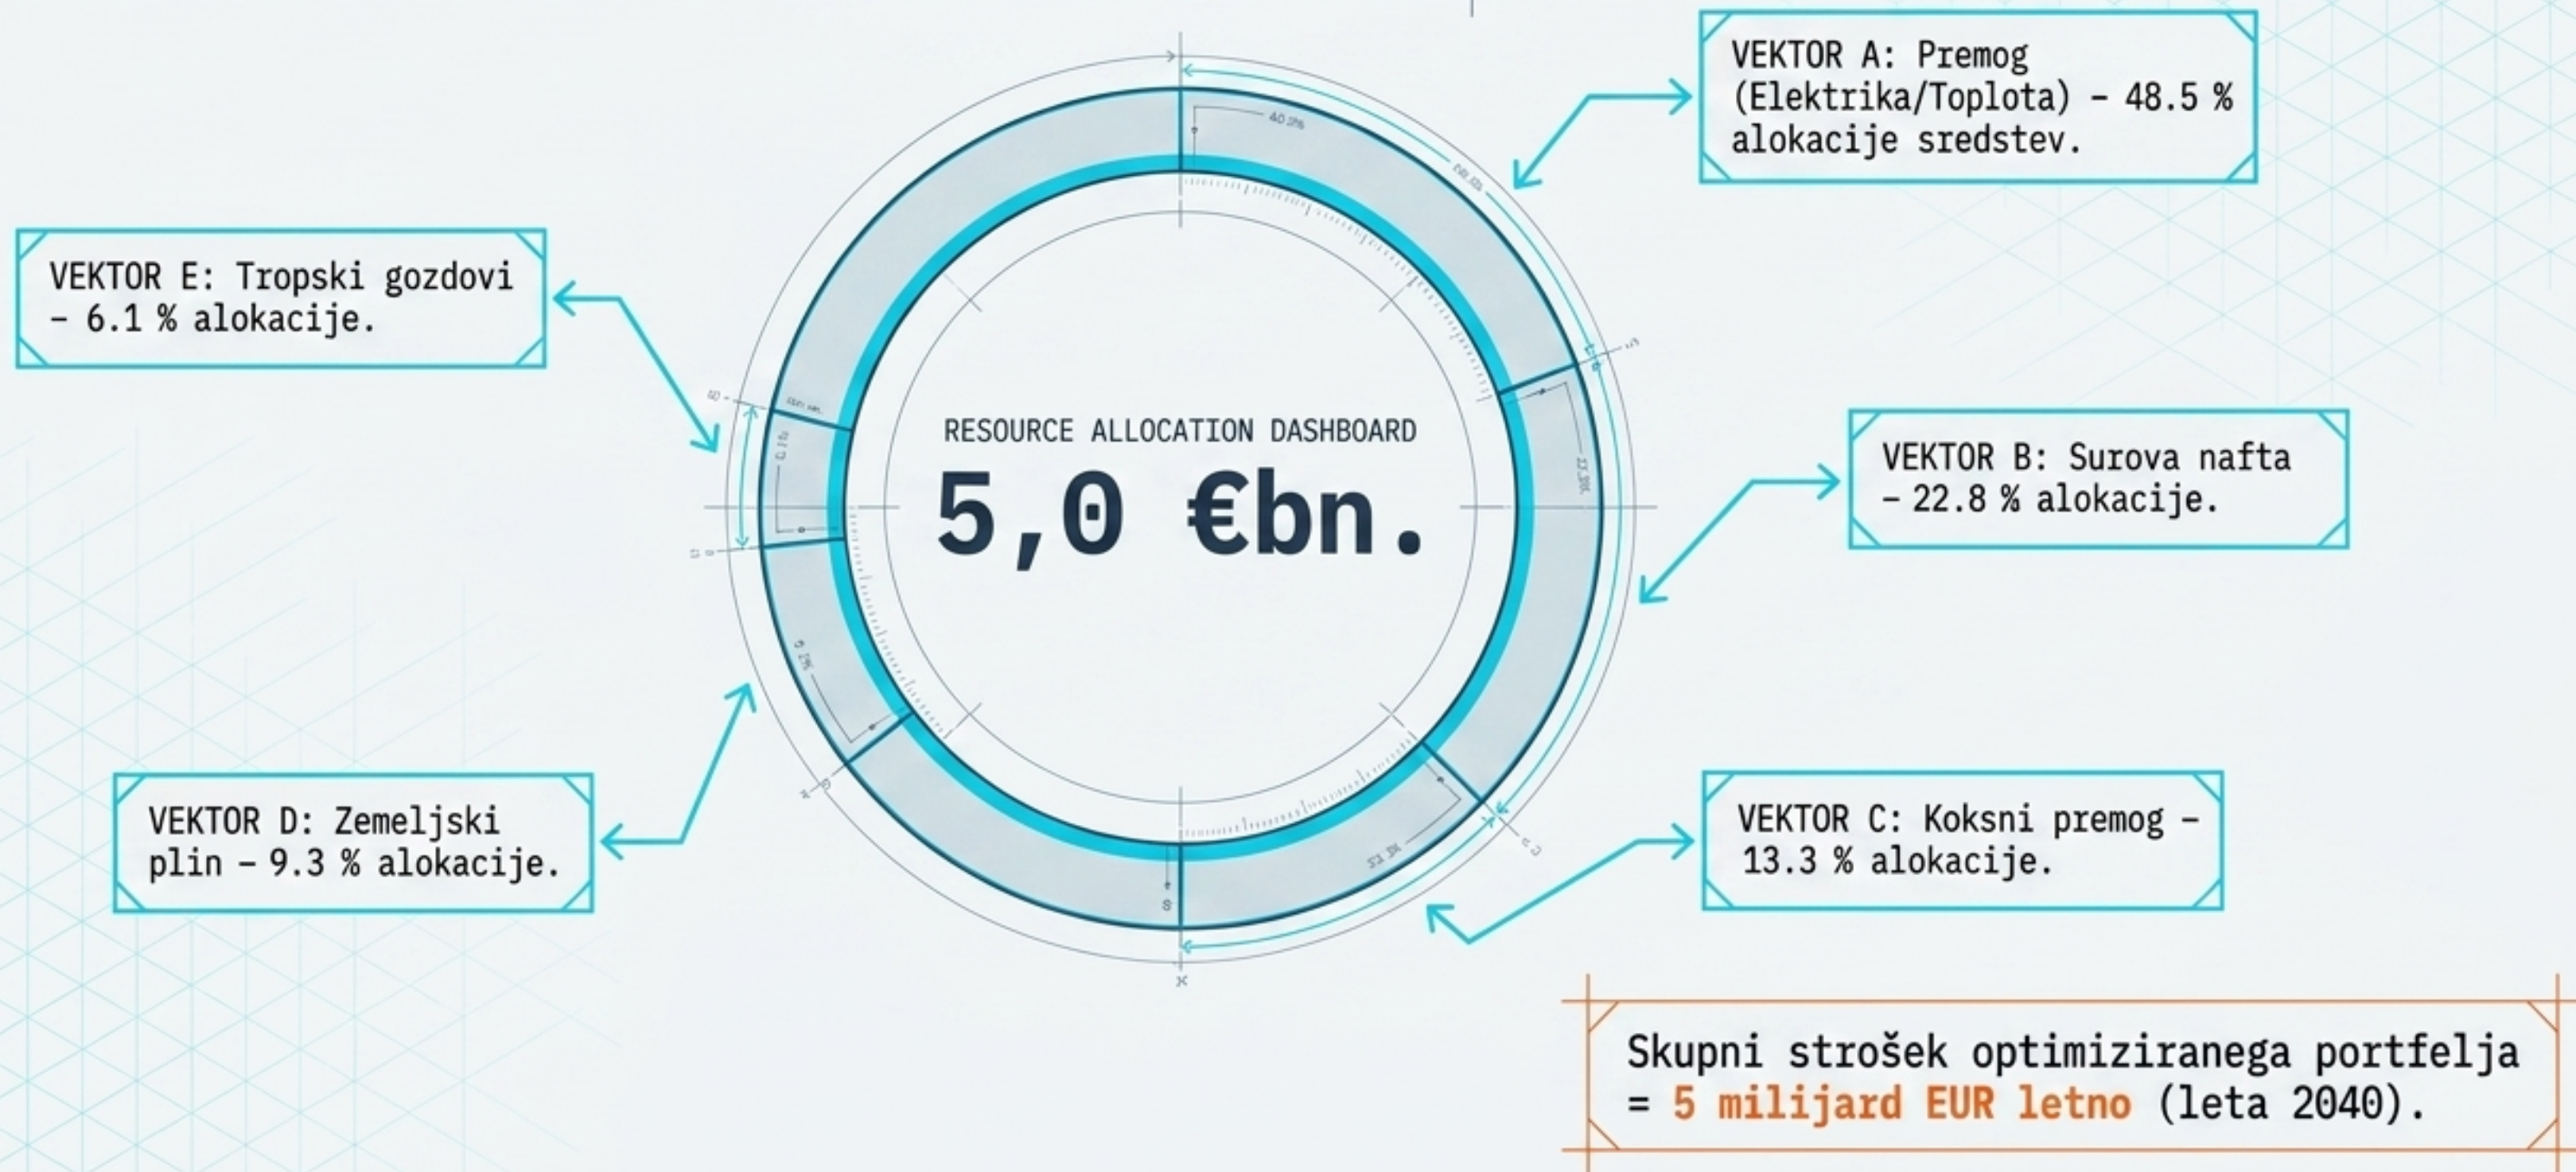 VEKTOR A: Premog
(Elektrika/Toplota) – 48.5 %
alokacije sredstev.
VEKTOR E: Tropski gozdovi
– 6.1 % alokacije.
RESOURCE ALLOCATION DASHBOARD
5,0 €bn.
VEKTOR B: Surova nafta
– 22.8 % alokacije.
VEKTOR D: Zemeljski
plin – 9.3 % alokacije.
VEKTOR C: Koksni premog –
13.3 % alokacije.
Skupni strošek optimiziranega portfelja
= 5 milijard EUR letno (leta 2040).